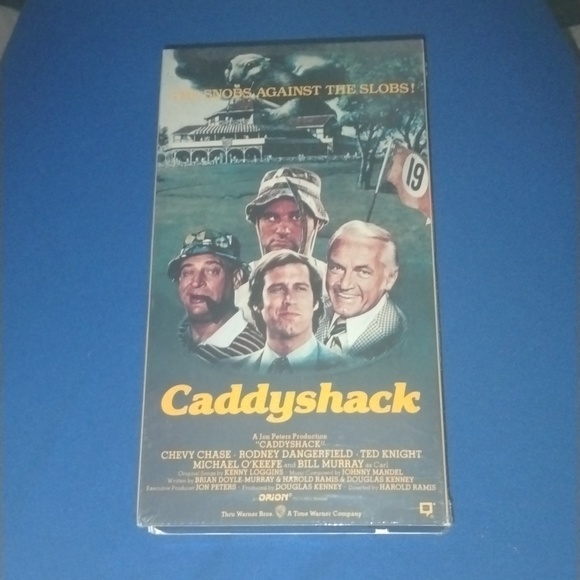 THE SNOBS AGAINST THE SLOBS!
19
Caddyshack
A Jon Peters Production
"CADDYSHACK"
CHEVY CHASE · RODNEY DANGERFIELD · TED KNIGHT
MICHAEL O'KEEFE and BILL MURRAY as Carl
Original Songs by KENNY LOGGINS Music Composed by JOHNNY MANDEL
Written by BRIAN DOYLE-MURRAY & HAROLD RAMIS & DOUGLAS KENNEY
Executive Producer JON PETERS · Produced by DOUGLAS KENNEY · Directed by HAROLD RAMIS
ORION
Thru Warner Bros. A Time Warner Company